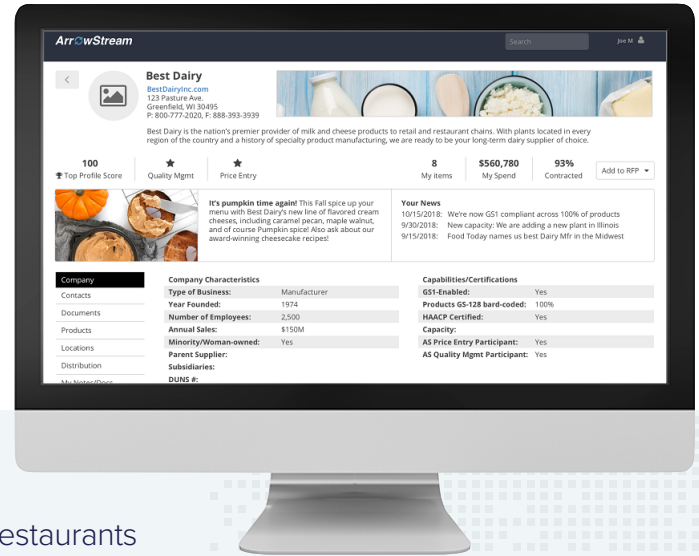 ArrowStream
Search
Joe M
Best Dairy
BestDairyInc.com
123 Pasture Ave.
Greenfield, WI 30495
P: 800-777-2020, F: 888-393-3939
Best Dairy is the nation's premier provider of milk and cheese products to retail and restaurant chains. With plants located in every
region of the country and a history of specialty product manufacturing, we are ready to be your long-term dairy supplier of choice.
100
Top Profile Score
Quality Mgmt
Price Entry
8
My items
$560,780
My Spend
93%
Contracted
Add to RFP
It's pumpkin time again! This Fall spice up your
menu with Best Dairy's new line of flavored cream
cheeses, including caramel pecan, maple walnut,
and of course Pumpkin spice! Also ask about our
award-winning cheesecake recipes!
Your News
10/15/2018: We're now GS1 compliant across 100% of products
9/30/2018: New capacity: We are adding a new plant in Illinois
9/15/2018: Food Today names us best Dairy Mfr in the Midwest
Company
Contacts
Documents
Products
Locations
Distribution
My Notes/Docs
Company Characteristics
Type of Business: Manufacturer
Year Founded: 1974
Number of Employees: 2,500
Annual Sales: $150M
Minority/Woman-owned: Yes
Parent Supplier:
Subsidiaries:
DUNS #:
Capabilities/Certifications
GS1-Enabled: Yes
Products GS-128 bard-coded: 100%
HAACP Certified: Yes
Capacity:
AS Price Entry Participant: Yes
AS Quality Mgmt Participant: Yes
estaurants